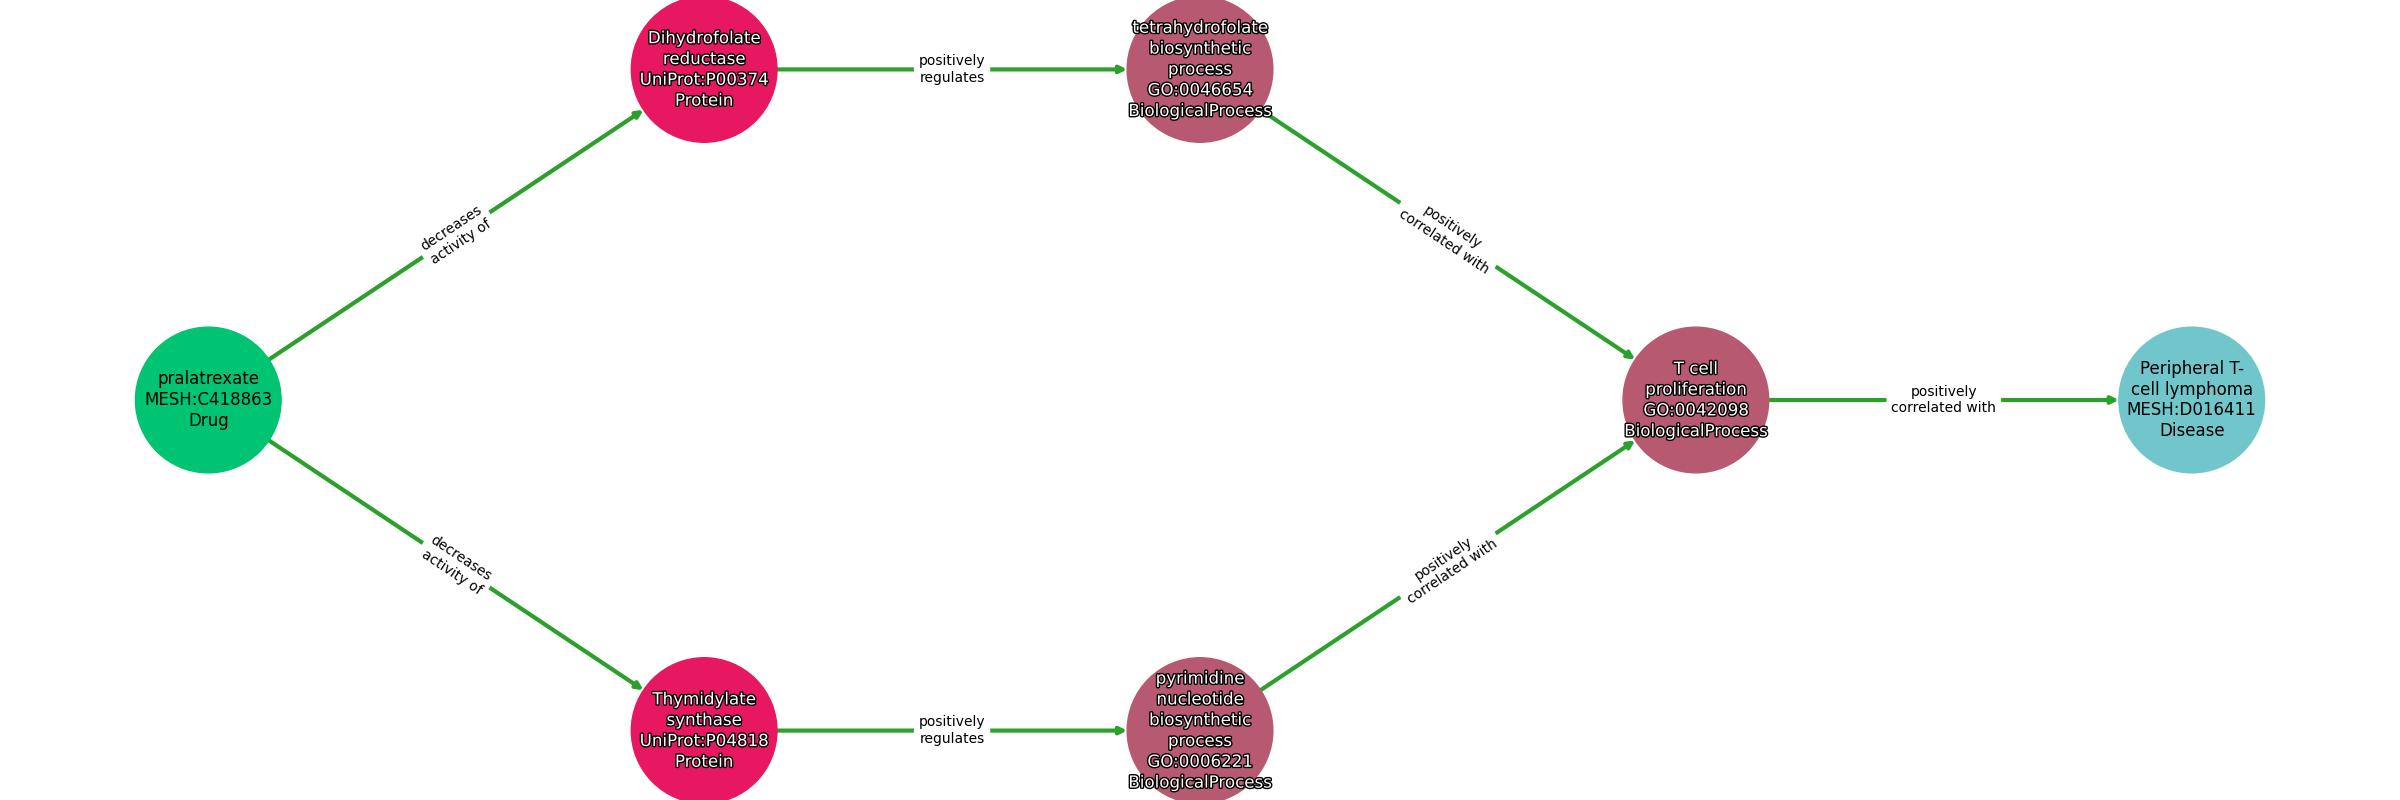 Dihydrofolate
reductase
UniProt:P00374
Protein
positively
regulates
tetrahydrofolate
biosynthetic
process
GO:0046654
BiologicalProcess
decreases
activity of
positively
correlated with
pralatrexate
MESH:C418863
Drug
T cell
proliferation
GO:0042098
BiologicalProcess
positively
correlated with
Peripheral T-
cell lymphoma
MESH:D016411
Disease
decreases
activity of
positively
correlated with
Thymidylate
synthase
UniProt:P04818
Protein
positively
regulates
pyrimidine
nucleotide
biosynthetic
process
GO:0006221
BiologicalProcess